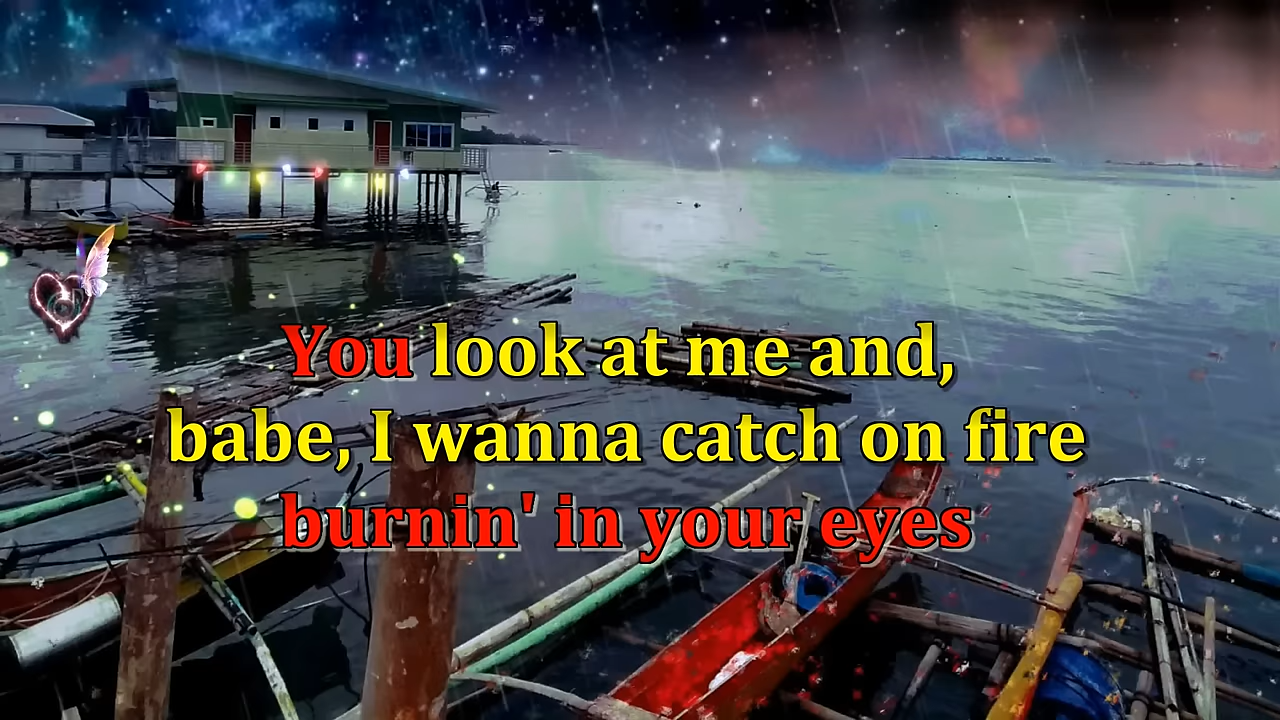 You look at me and,
babe, I wanna catch on fire
burnin' in your eyes